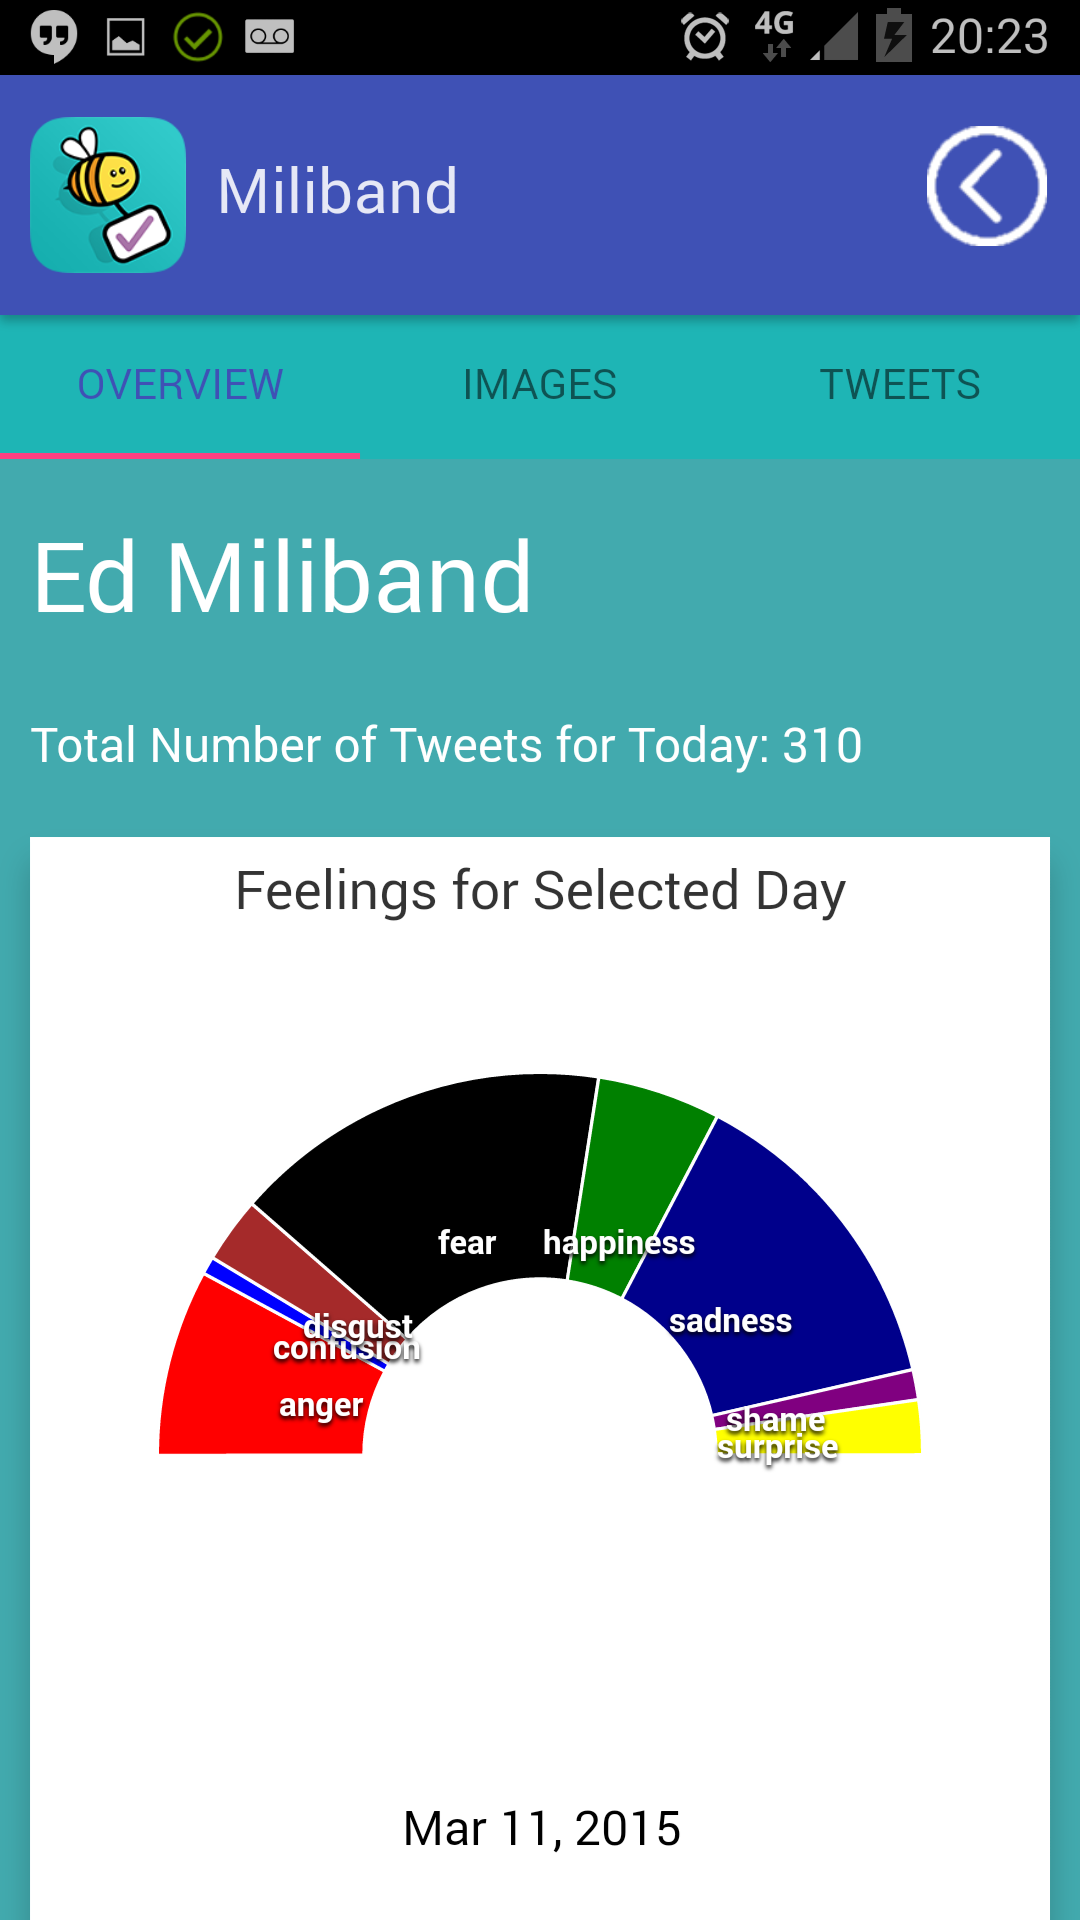 4G 20:23
Miliband
OVERVIEW IMAGES TWEETS
Ed Miliband
Total Number of Tweets for Today: 310
Feelings for Selected Day
fear happiness
sadness
disgust
confusion
anger
shame
surprise
Mar 11, 2015